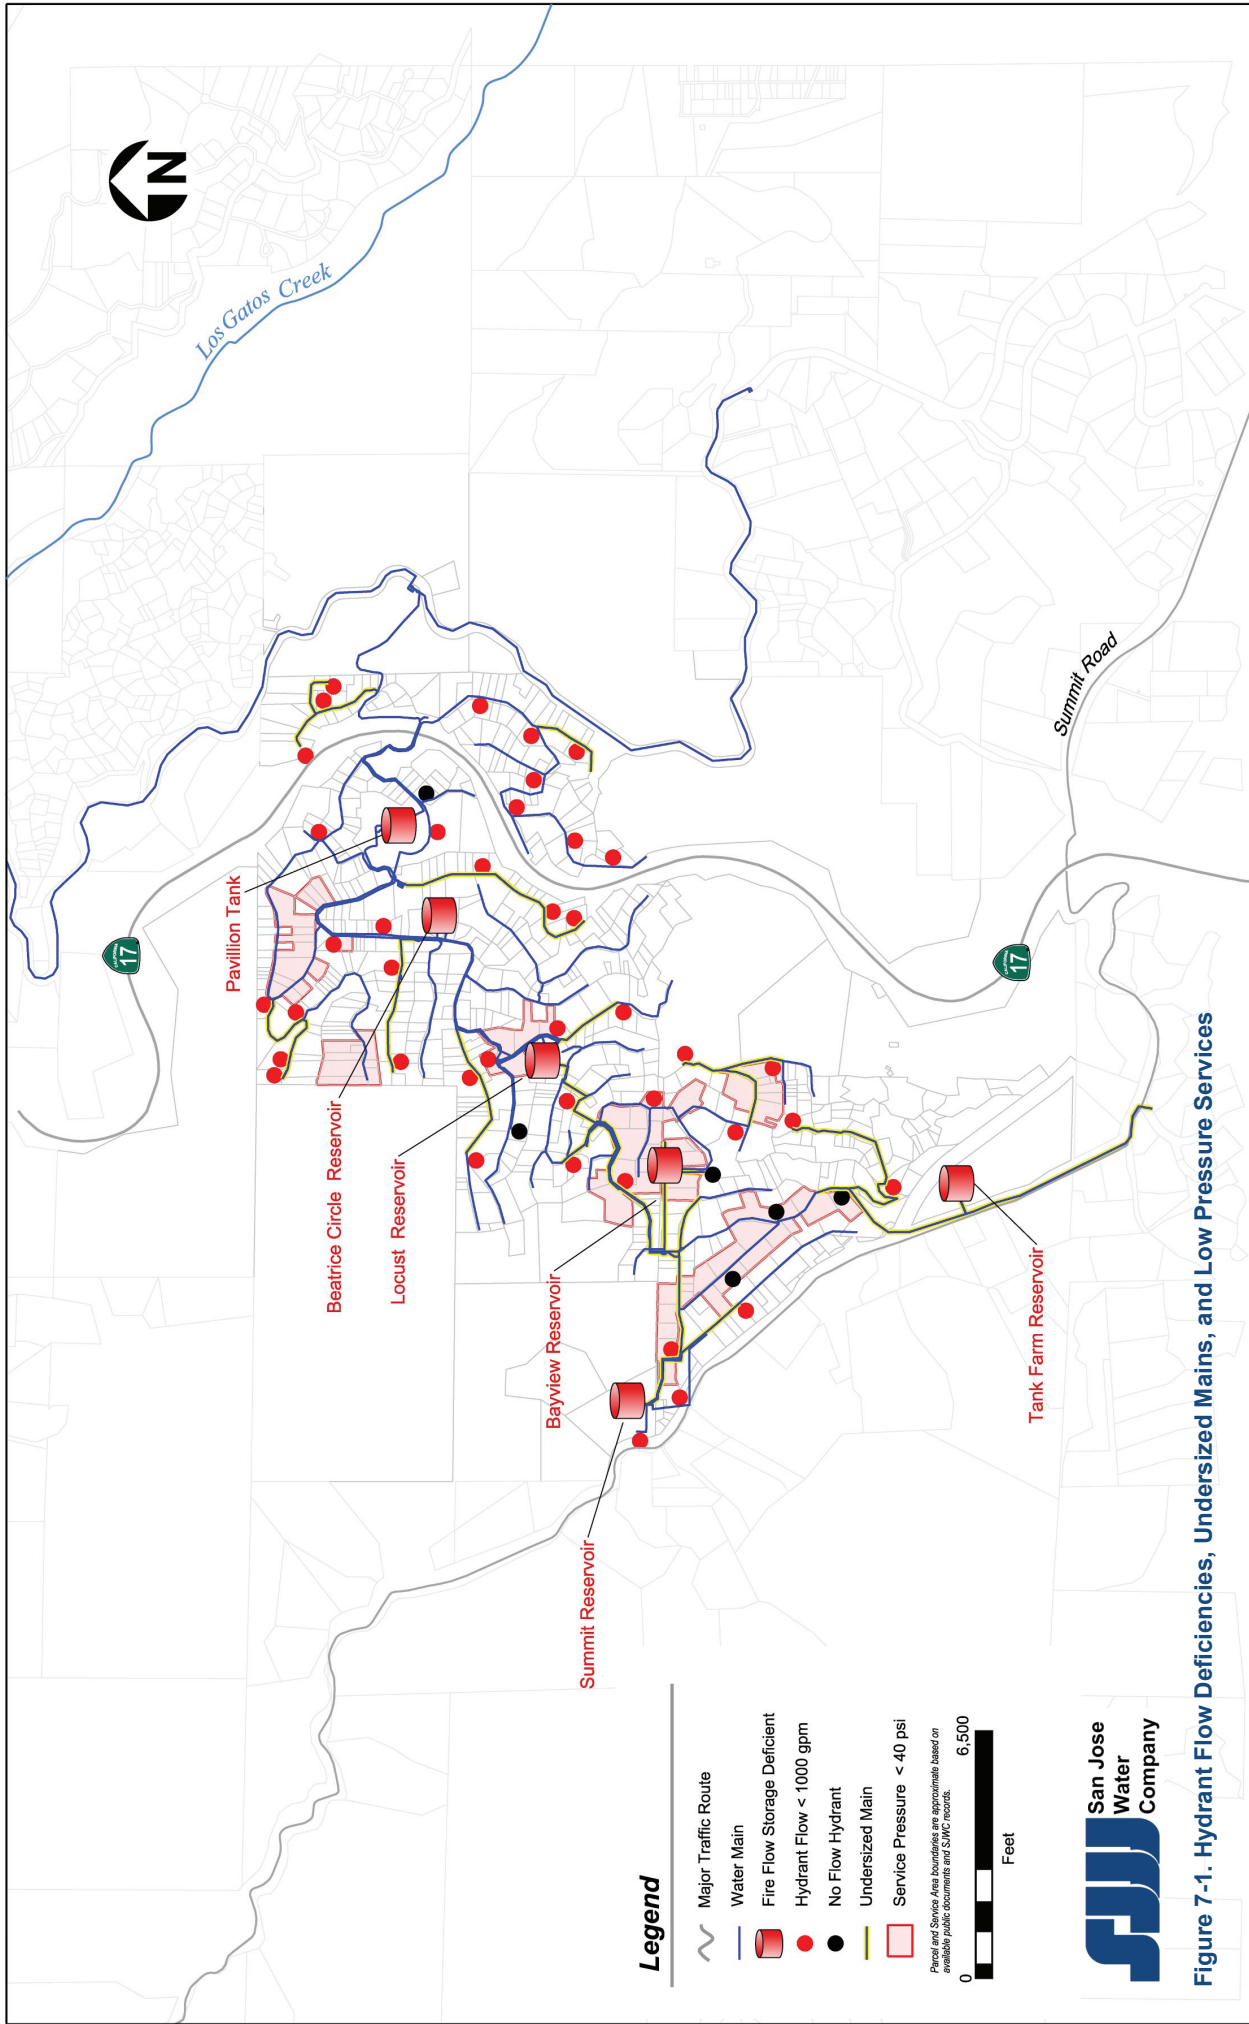 N
Los Gatos Creek
CALIFORNIA
17
Pavillion Tank
Beatrice Circle Reservoir
Locust Reservoir
Bayview Reservoir
Summit Reservoir
Summit Road
CALIFORNIA
17
Tank Farm Reservoir
Legend
Major Traffic Route
Water Main
Fire Flow Storage Deficient
Hydrant Flow < 1000 gpm
No Flow Hydrant
Undersized Main
Service Pressure < 40 psi
Parcel and Service Area boundaries are approximate based on
available public documents and SJWC records.
0 6,500
Feet
San Jose
Water
Company
Figure 7-1. Hydrant Flow Deficiencies, Undersized Mains, and Low Pressure Services